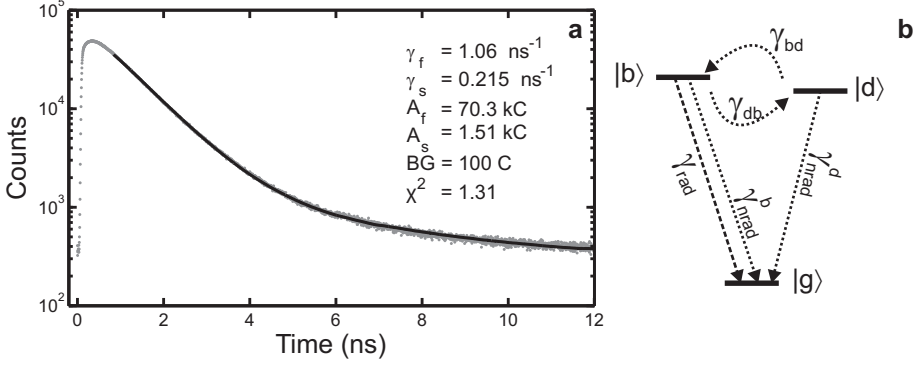 a
10^5
10^4
10^3
10^2
Counts
0
2
4
6
8
10
12
Time (ns)
γ_f = 1.06 ns^-1
γ_s = 0.215 ns^-1
A_f = 70.3 kC
A_s = 1.51 kC
BG = 100 C
χ^2 = 1.31
b
γ_bd
|b⟩
|d⟩
γ_db
γ_rad
γ^b_nrad
γ^d_nrad
|g⟩